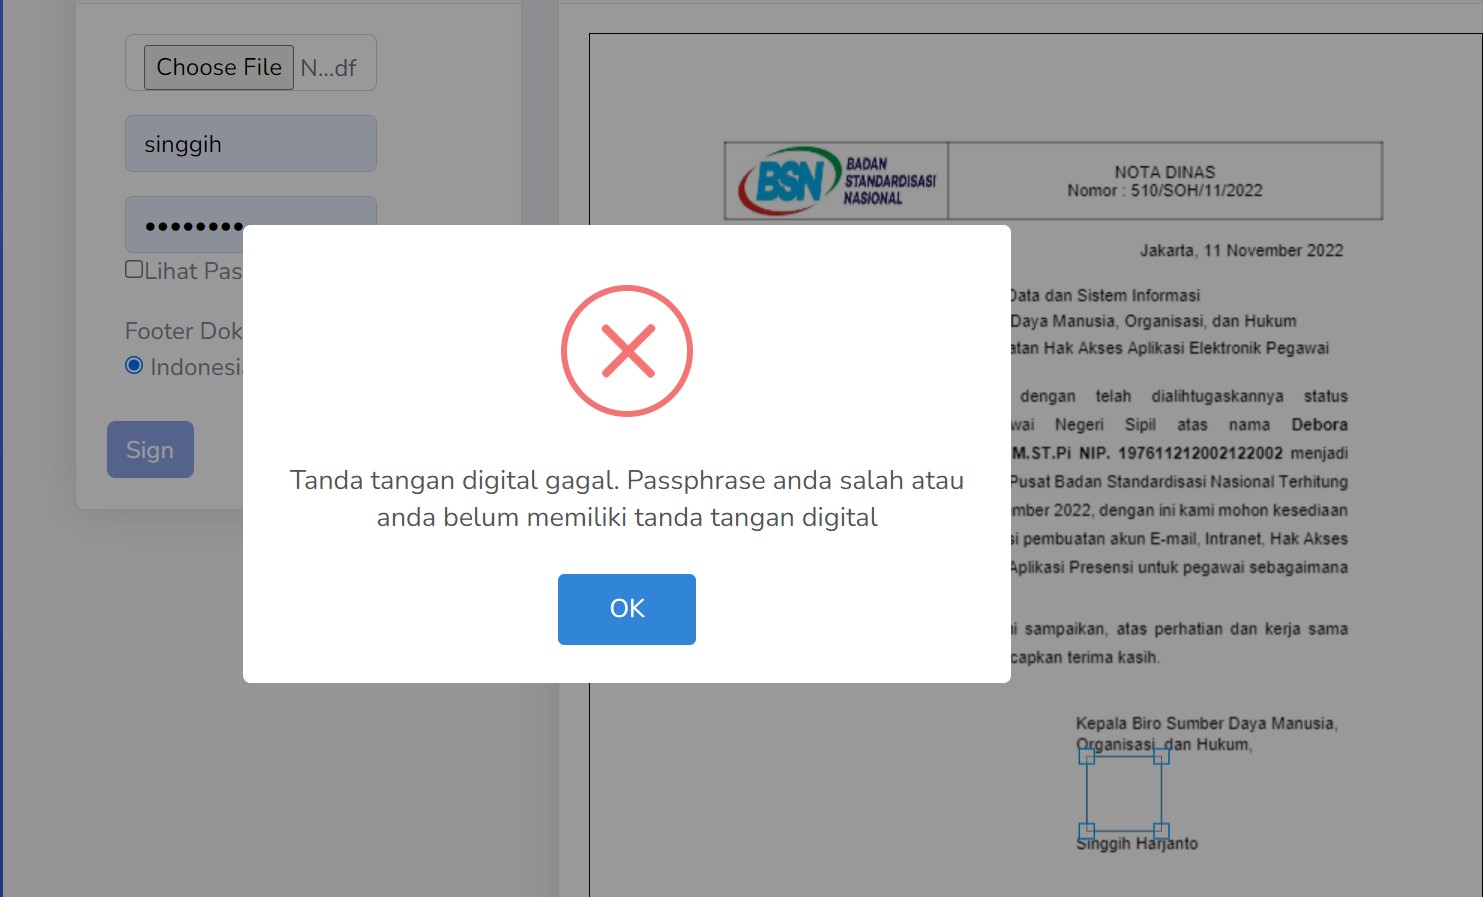 Choose File N...df
singgih
Lihat Pas
Footer Dok
Indonesia
Sign
BSN BADAN
STANDARDISASI
NASIONAL
NOTA DINAS
Nomor : 510/SOH/11/2022
Jakarta, 11 November 2022
Data dan Sistem Informasi
Daya Manusia, Organisasi, dan Hukum
atan Hak Akses Aplikasi Elektronik Pegawai
dengan telah dialihtugaskannya status
wai Negeri Sipil atas nama Debora
M.ST.Pi NIP. 197611212002122002 menjadi
Pusat Badan Standardisasi Nasional Terhitung
ember 2022, dengan ini kami mohon kesediaan
si pembuatan akun E-mail, Intranet, Hak Akses
Aplikasi Presensi untuk pegawai sebagaimana
ni sampaikan, atas perhatian dan kerja sama
capkan terima kasih.
Kepala Biro Sumber Daya Manusia,
Organisasi, dan Hukum,
Singgih Harjanto
Tanda tangan digital gagal. Passphrase anda salah atau
anda belum memiliki tanda tangan digital
OK